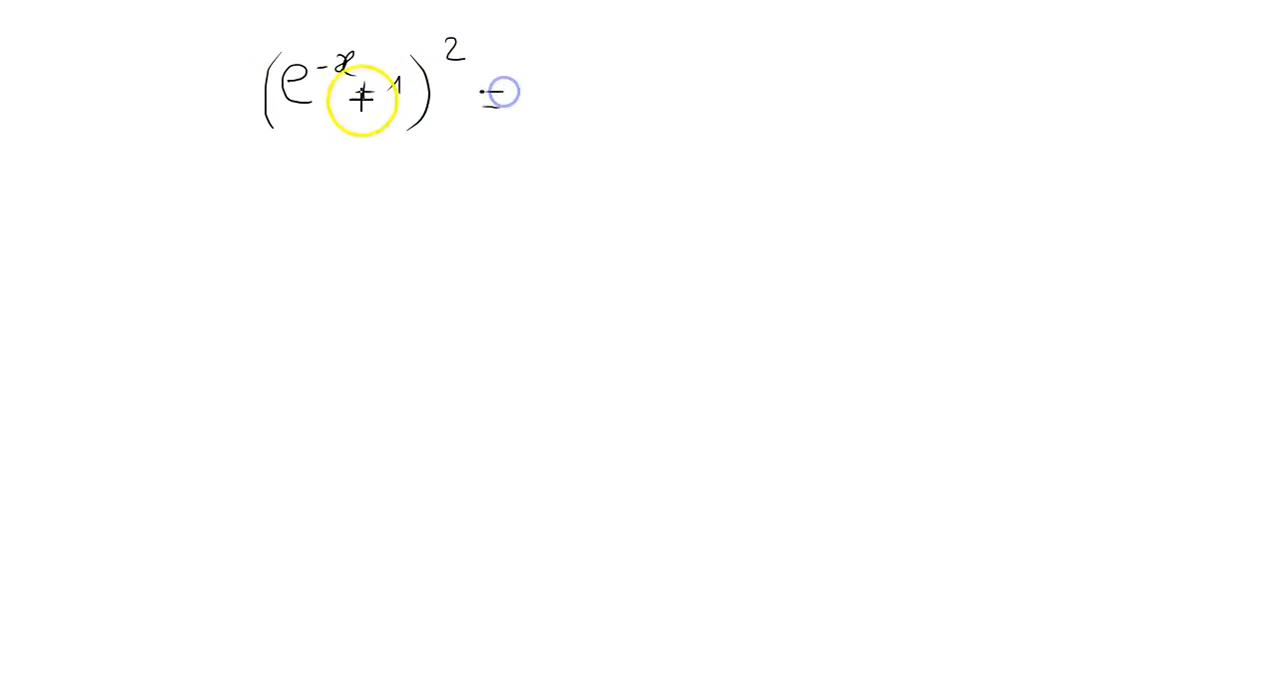 (e^{-x} + 1)^2 =